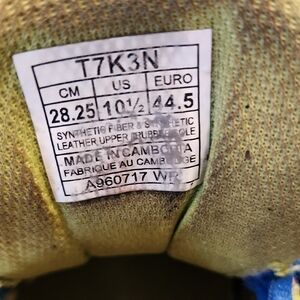 T7K3N
CM US EURO
28.25 10½ 44.5
SYNTHETIC FIBER & SYNTHETIC
LEATHER UPPER RUBBER SOLE
MADE IN CAMBODIA
FABRIQUE AU CAMBODGE
A960717 WR